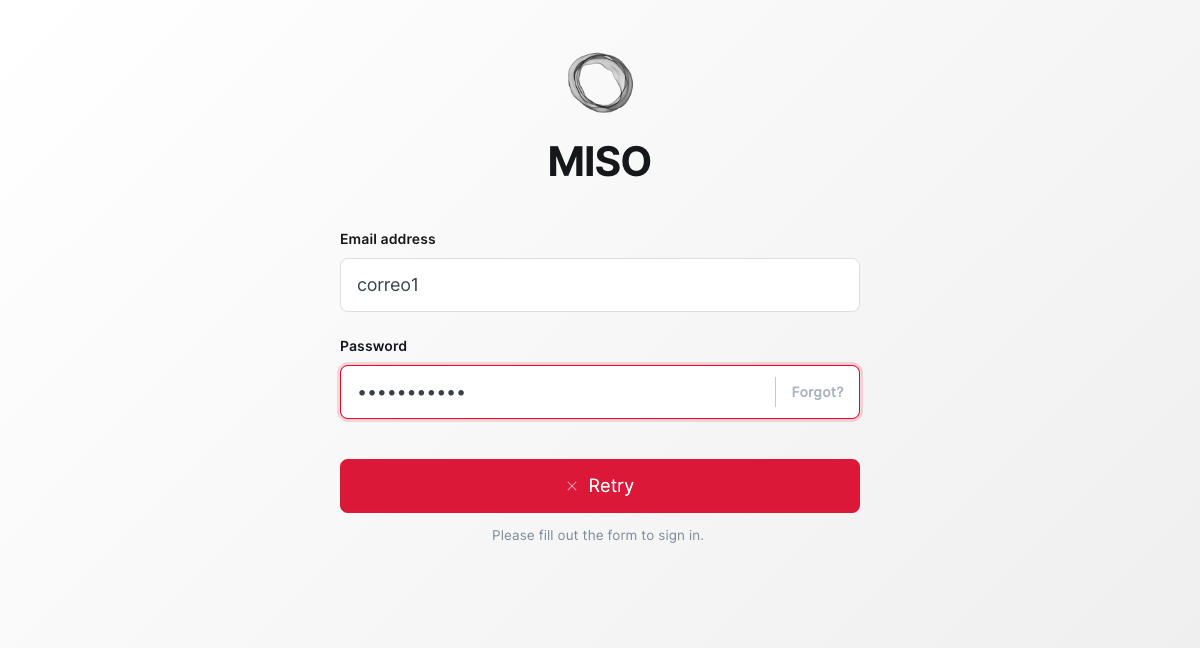 MISO
Email address
correo1
Password
•••••••••••
Forgot?
× Retry
Please fill out the form to sign in.